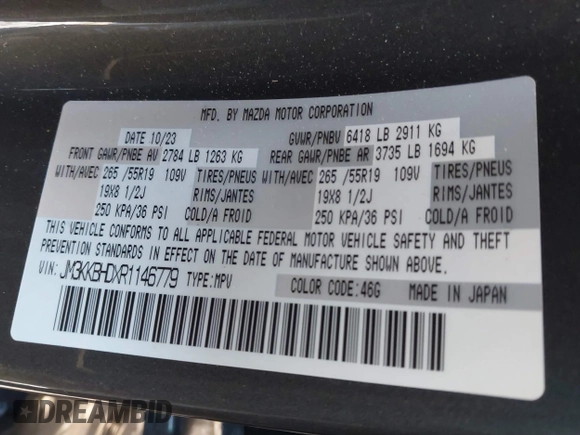 MFD. BY MAZDA MOTOR CORPORATION
DATE 10/23 GVWR/PNBV 6418 LB 2911 KG
FRONT GAWR/PNBE AV 2784 LB 1263 KG REAR GAWR/PNBE AR 3735 LB 1694 KG
WITH/AVEC 265 /55R19 109V TIRES/PNEUS WITH/AVEC 265 /55R19 109V TIRES/PNEUS
19X8 1/2J RIMS/JANTES 19X8 1/2J RIMS/JANTES
250 KPA/36 PSI COLD/A FROID 250 KPA/36 PSI COLD/A FROID
THIS VEHICLE CONFORMS TO ALL APPLICABLE FEDERAL MOTOR VEHICLE SAFETY AND THEFT
PREVENTION STANDARDS IN EFFECT ON THE DATE OF MANUFACTURE SHOWN ABOVE.
VIN: JM3KKBHDXR1146779 TYPE:MPV COLOR CODE:46G MADE IN JAPAN
DREAMBID